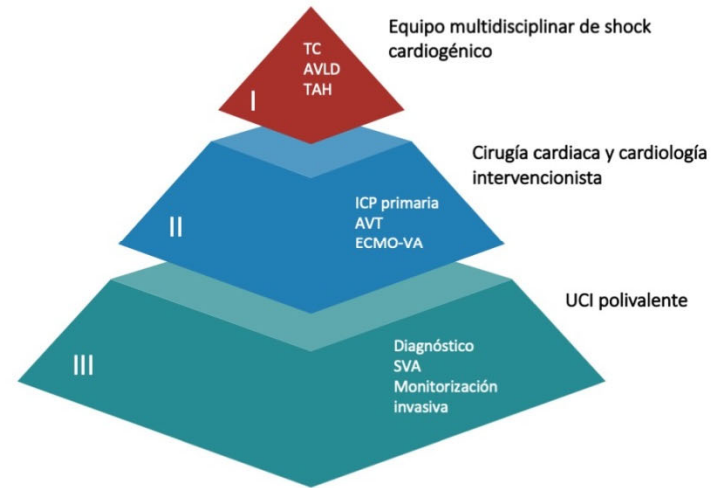 Equipo multidisciplinar de shock
cardiogénico
TC
AVLD
TAH
I
Cirugía cardiaca y cardiología
intervencionista
ICP primaria
AVT
ECMO-VA
II
UCI polivalente
Diagnóstico
SVA
Monitorización
invasiva
III